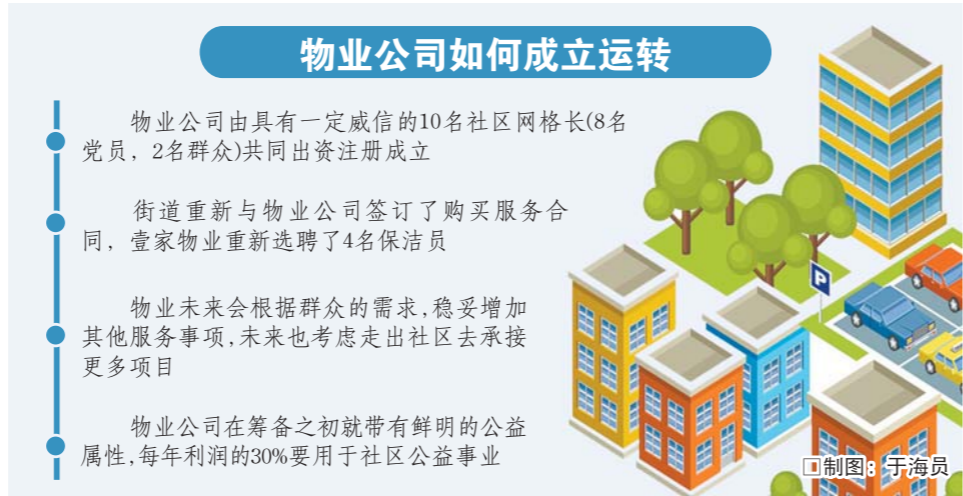 物业公司如何成立运转
物业公司由具有一定威信的10名社区网格长(8名
党员，2名群众)共同出资注册成立
街道重新与物业公司签订了购买服务合
同，壹家物业重新选聘了4名保洁员
物业未来会根据群众的需求,稳妥增加
其他服务事项,未来也考虑走出社区去承接
更多项目
物业公司在筹备之初就带有鲜明的公益
属性,每年利润的30%要用于社区公益事业
P
□制图：于海员